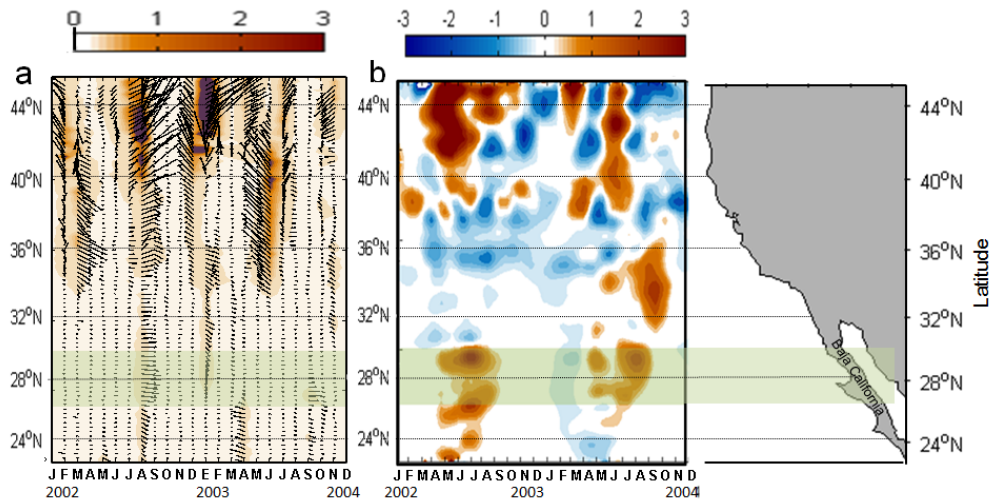 0 1 2 3
-3 -2 -1 0 1 2 3
a
b
44°N 44°N 44°N
40°N 40°N 40°N
36°N 36°N 36°N
32°N 32°N 32°N
28°N 28°N 28°N
24°N 24°N 24°N
Latitude
Baja California
J F M A M J J A S O N D E F M A M J J A S O N D
2002 2003 2004
J F M A M J J A S O N D J F M A M J J A S O N D
2002 2003 2004